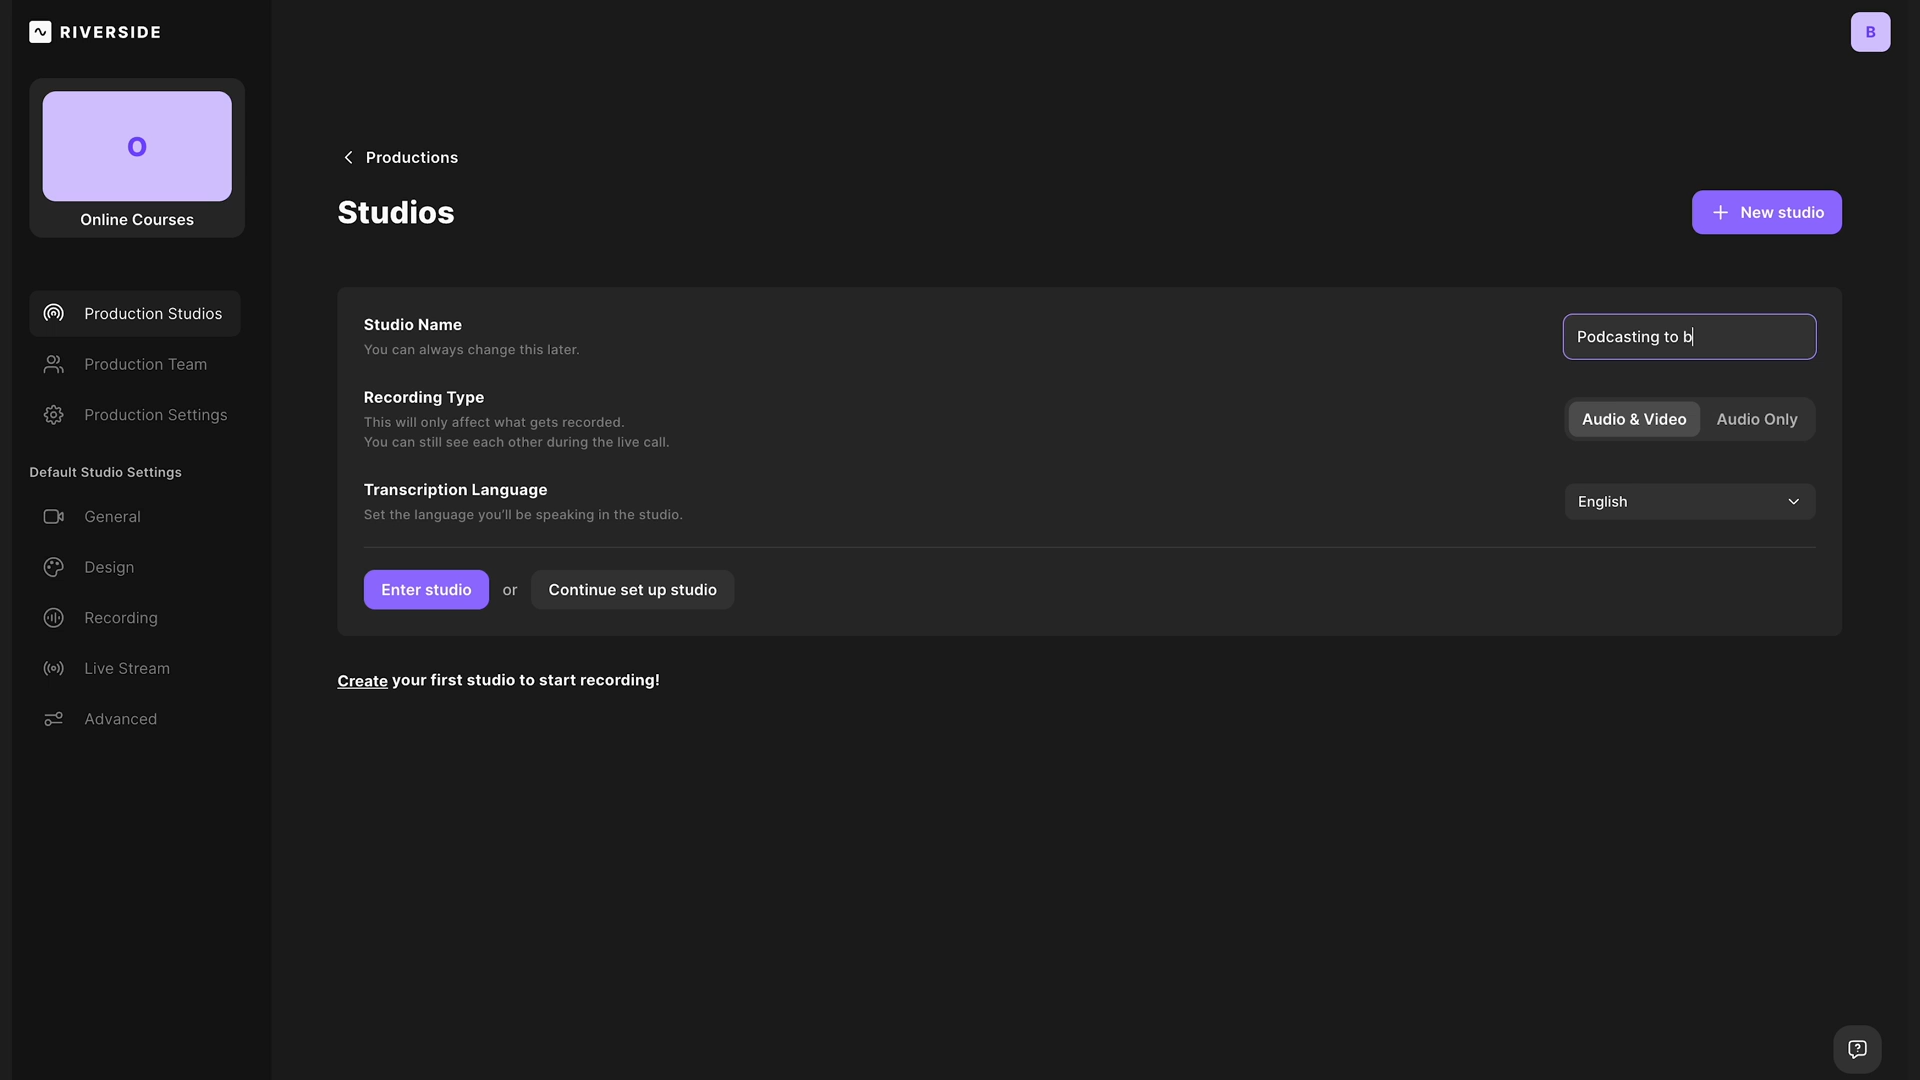 RIVERSIDE
B
O
Online Courses
Production Studios
Production Team
Production Settings
Default Studio Settings
General
Design
Recording
Live Stream
Advanced
Productions
Studios
New studio
Studio Name
You can always change this later.
Podcasting to b
Recording Type
This will only affect what gets recorded.
You can still see each other during the live call.
Audio & Video
Audio Only
Transcription Language
Set the language you’ll be speaking in the studio.
English
Enter studio
or
Continue set up studio
Create your first studio to start recording!